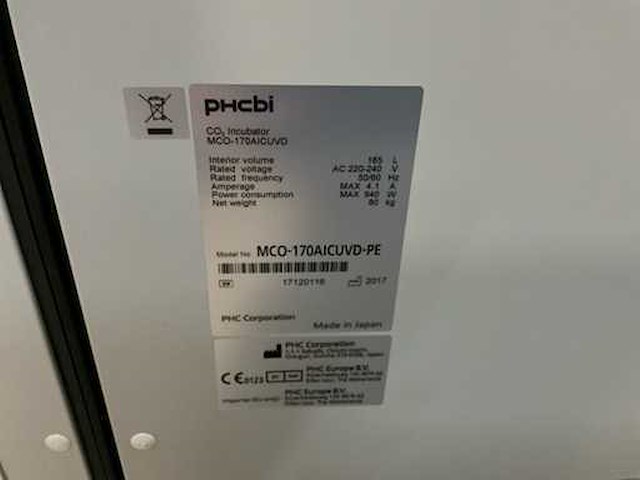 PHCbi
CO₂ Incubator
MCO-170AICUVD
Interior volume 165 L
Rated voltage AC 220-240 V
Rated frequency 50/60 Hz
Amperage MAX 4.1 A
Power consumption MAX 940 W
Net weight 80 kg
Model No. MCO-170AICUVD-PE
SN 17120116 2017
PHC Corporation
Made in Japan
PHC Corporation
CE0123 PHC Europe B.V.
PHC Europe B.V.